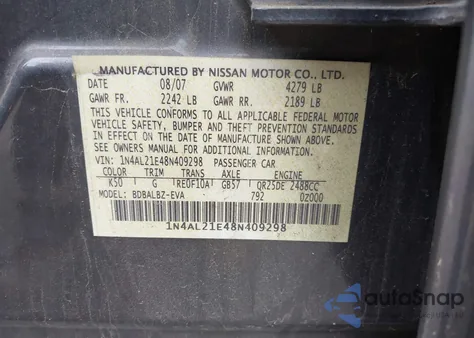 MANUFACTURED BY NISSAN MOTOR CO., LTD.
DATE 08/07 GVWR 4279 LB
GAWR FR. 2242 LB GAWR RR. 2189 LB
THIS VEHICLE CONFORMS TO ALL APPLICABLE FEDERAL MOTOR
VEHICLE SAFETY, BUMPER AND THEFT PREVENTION STANDARDS
IN EFFECT ON THE DATE OF MANUFACTURE SHOWN ABOVE.
SEE OWNERS MANUAL FOR ADDITIONAL INFORMATION
VIN: 1N4AL21E48N409298 PASSENGER CAR
COLOR TRIM TRANS AXLE ENGINE
K50 G RE0F10A GB57 QR25DE 2488CC
MODEL BDBALBZ-EVA 792 02000
1N4AL21E48N409298
autoSnap